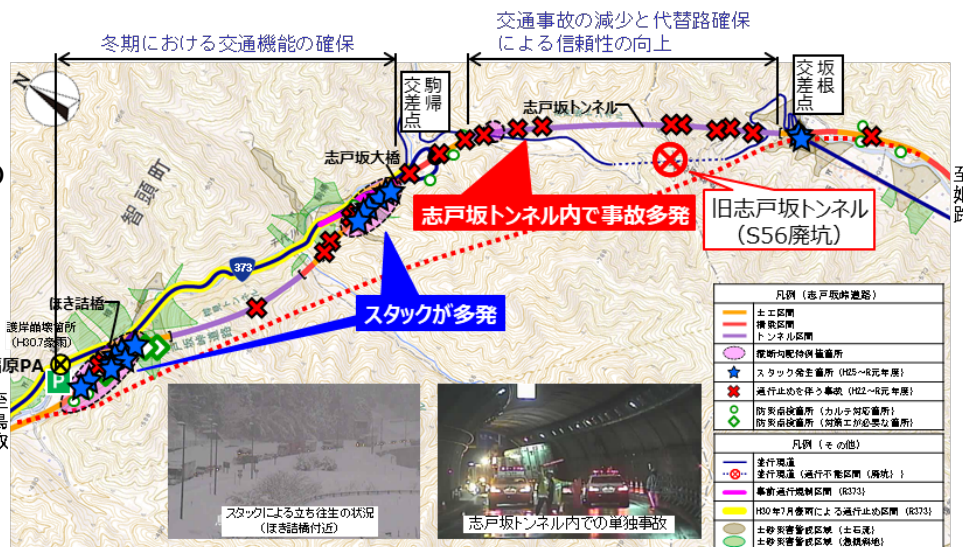 冬期における交通機能の確保
交通事故の減少と代替路確保
による信頼性の向上
N
駒帰
交差点
坂根
交差点
志戸坂トンネル
志戸坂大橋
智頭町
志戸坂トンネル内で事故多発
旧志戸坂トンネル
(S56廃坑)
至
姫路
373
スタックが多発
ほき詰橋
護岸崩壊箇所
(H30.7豪雨)
原PA
P
戸坂峠道路
至
鳥取
スタックによる立ち往生の状況
(ほき詰橋付近)
志戸坂トンネル内での単独事故
凡例(志戸坂峠道路)
土工区間
橋梁区間
トンネル区間
縦断勾配特例値箇所
スタック発生箇所(H25~R元年度)
通行止めを伴う事故(H22~R元年度)
防災点検箇所(カルテ対応箇所)
防災点検箇所(対策工が必要な箇所)
凡例(その他)
並行現道
並行現道(通行不能区間(廃坑))
事前通行規制区間(R373)
H30年7月豪雨による通行止め区間(R373)
土砂災害警戒区域(土石流)
土砂災害警戒区域(急傾斜地)